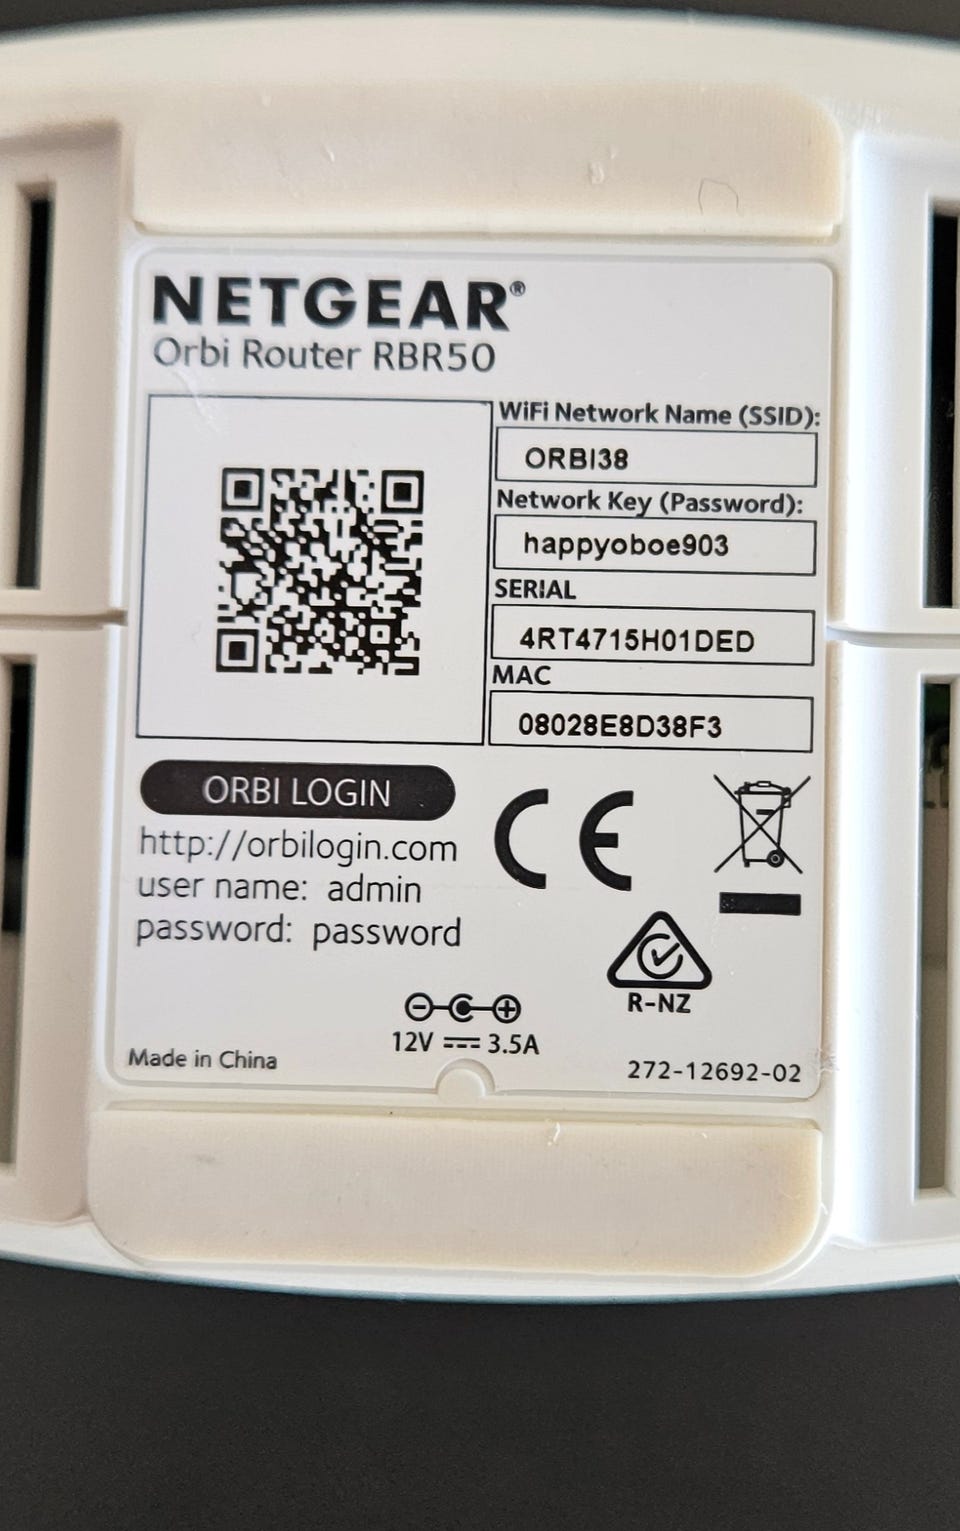 NETGEAR®
Orbi Router RBR50
WiFi Network Name (SSID):
ORBI38
Network Key (Password):
happyoboe903
SERIAL
4RT4715H01DED
MAC
08028E8D38F3
ORBI LOGIN
http://orbilogin.com
user name: admin
password: password
CE
R-NZ
12V 3.5A
Made in China
272-12692-02